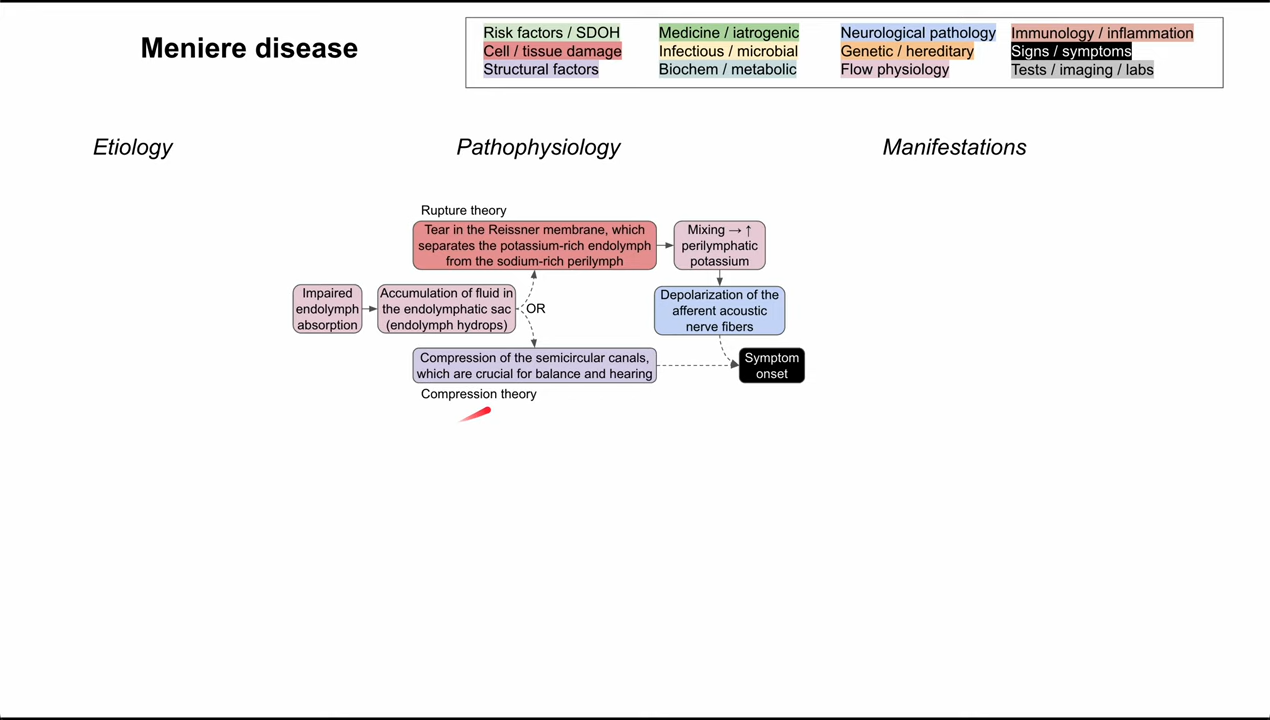 Meniere disease
Risk factors / SDOH
Cell / tissue damage
Structural factors
Medicine / iatrogenic
Infectious / microbial
Biochem / metabolic
Neurological pathology
Genetic / hereditary
Flow physiology
Immunology / inflammation
Signs / symptoms
Tests / imaging / labs
Etiology
Pathophysiology
Manifestations
Rupture theory
Tear in the Reissner membrane, which
separates the potassium-rich endolymph
from the sodium-rich perilymph
Mixing → ↑
perilymphatic
potassium
Impaired
endolymph
absorption
Accumulation of fluid in
the endolymphatic sac
(endolymph hydrops)
OR
Depolarization of the
afferent acoustic
nerve fibers
Compression of the semicircular canals,
which are crucial for balance and hearing
Symptom
onset
Compression theory